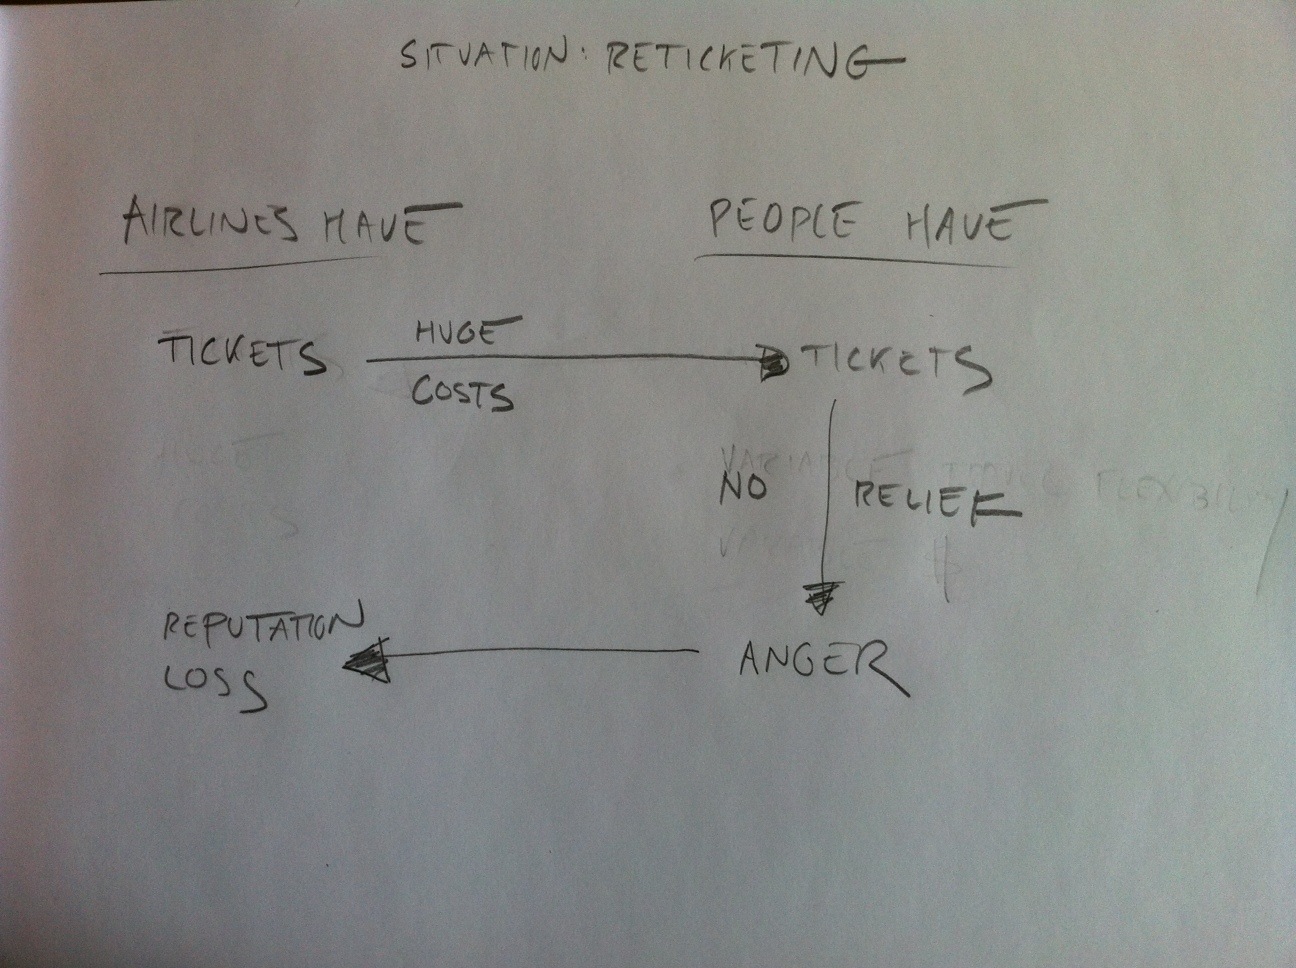 SITUATION: RETICKETING
AIRLINES HAVE
PEOPLE HAVE
TICKETS
HUGE
COSTS
TICKETS
NO
RELIEF
ANGER
REPUTATION
LOSS